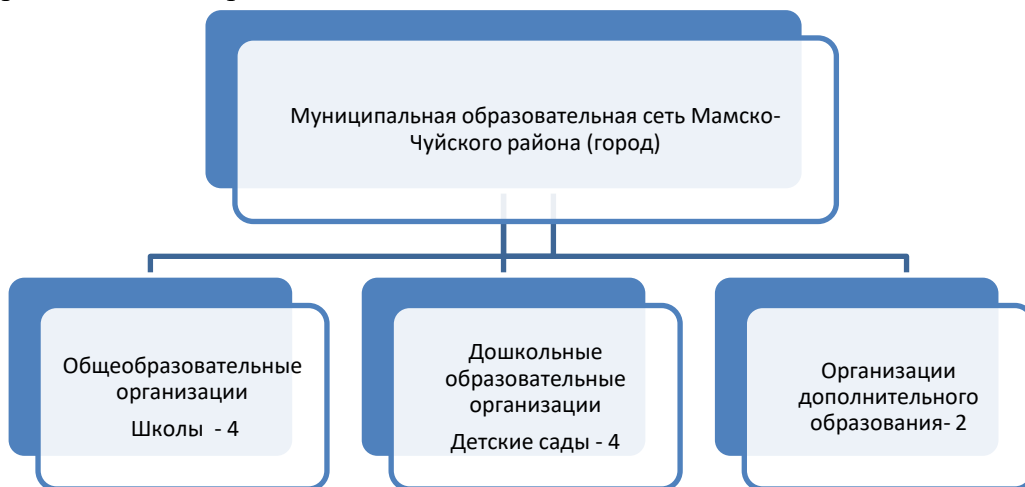 Муниципальная образовательная сеть Мамско-
Чуйского района (город)
Общеобразовательные
организации
Школы - 4
Дошкольные
образовательные
организации
Детские сады - 4
Организации
дополнительного
образования- 2